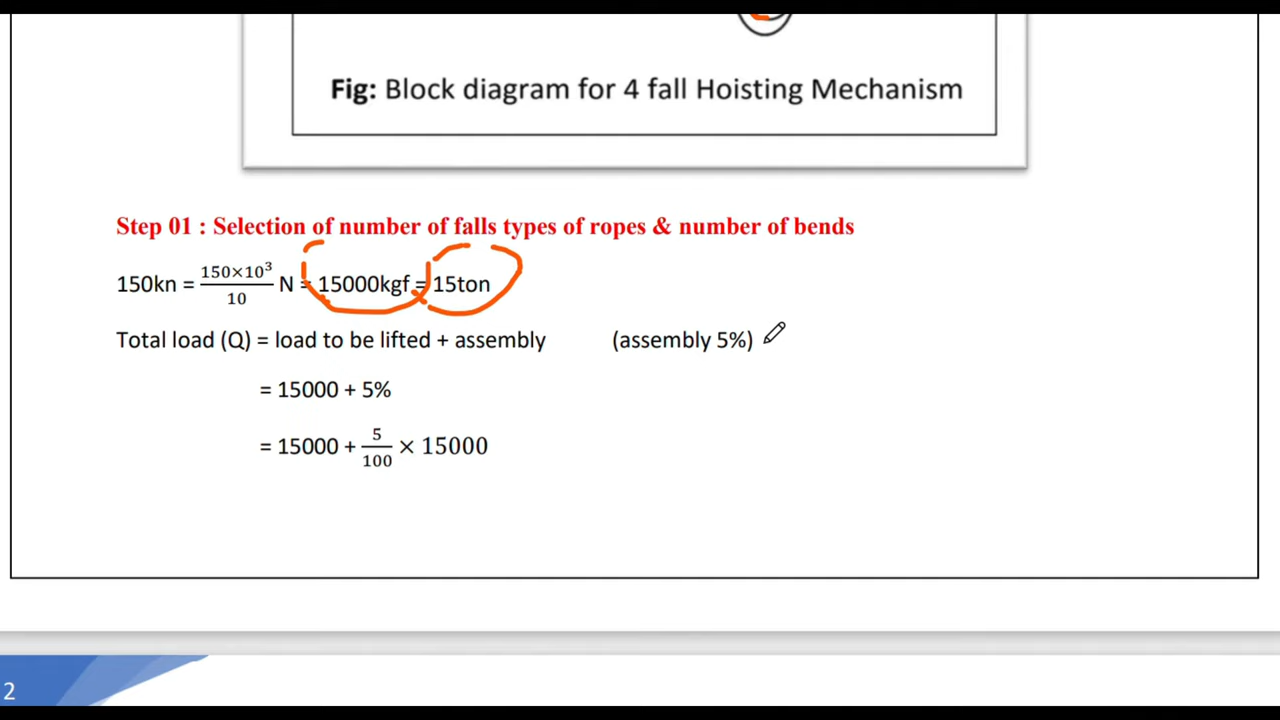 Fig: Block diagram for 4 fall Hoisting Mechanism
Step 01 : Selection of number of falls types of ropes & number of bends
150kn = 150×10³/10 N = 15000kgf = 15ton
Total load (Q) = load to be lifted + assembly (assembly 5%)
= 15000 + 5%
= 15000 + 5/100 × 15000
2